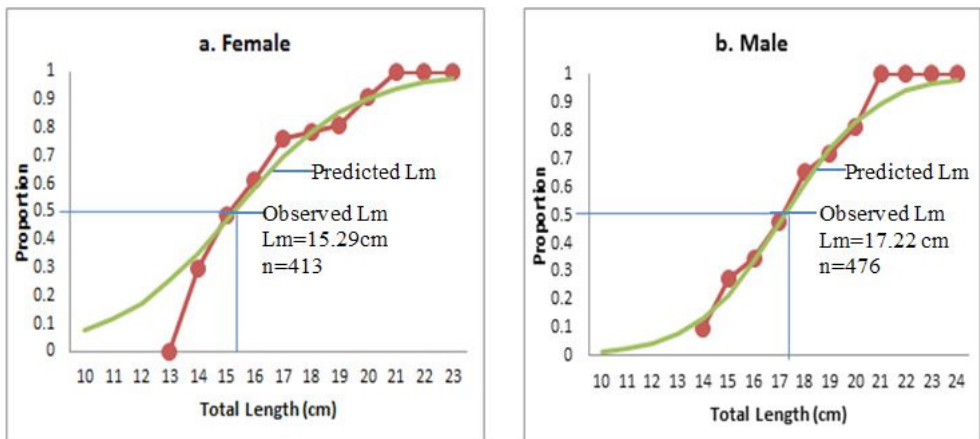 a. Female
1
0.9
0.8
0.7
0.6
0.5
0.4
0.3
0.2
0.1
0
Proportion
Predicted Lm
Observed Lm
Lm=15.29cm
n=413
10 11 12 13 14 15 16 17 18 19 20 21 22 23
Total Length (cm)
b. Male
1
0.9
0.8
0.7
0.6
0.5
0.4
0.3
0.2
0.1
0
Proportion
Predicted Lm
Observed Lm
Lm=17.22 cm
n=476
10 11 12 13 14 15 16 17 18 19 20 21 22 23 24
Total Length (cm)